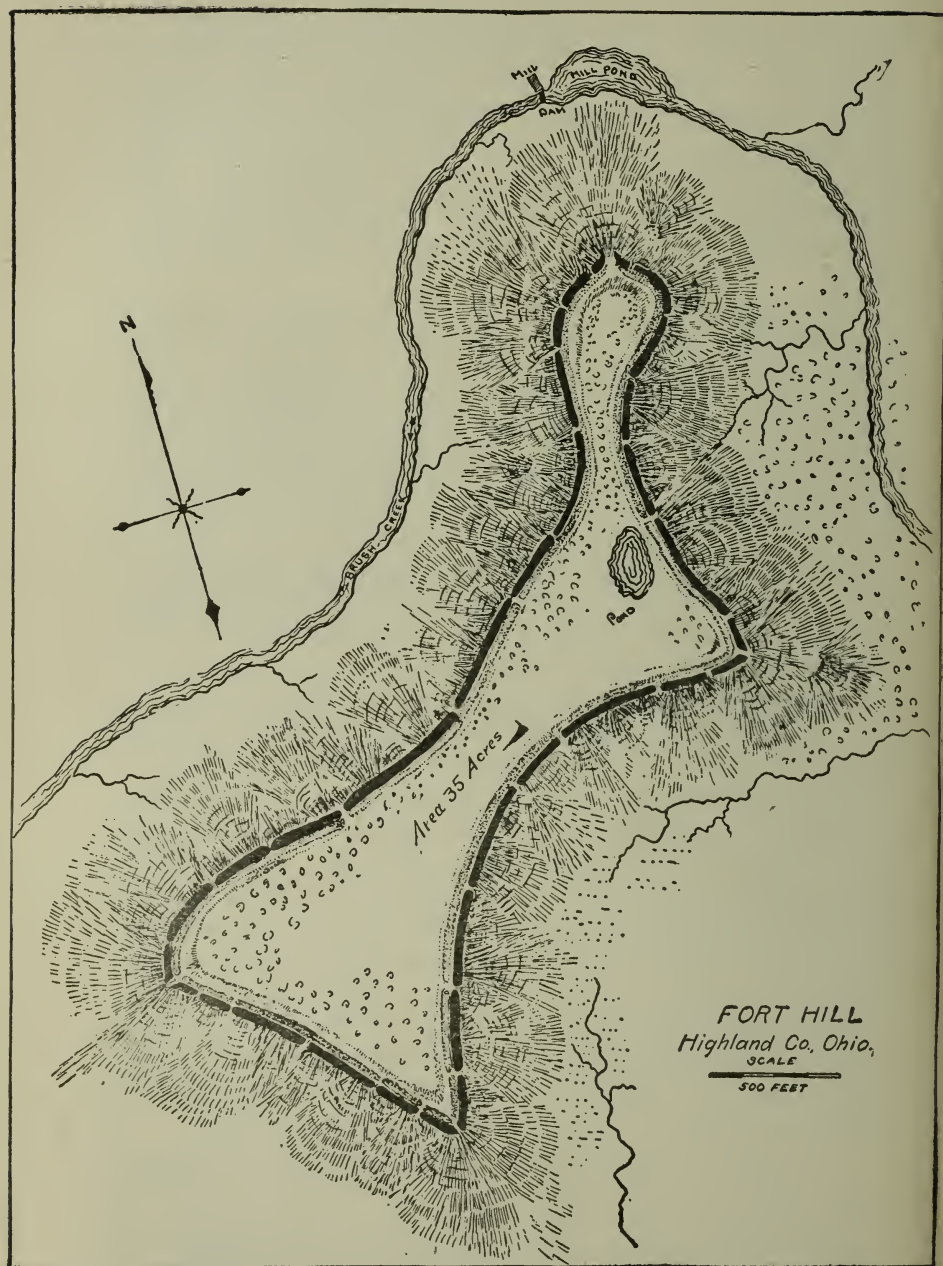 MILL
MILL POND
DAM
N
BRUSH CREEK
POND
Area 35 Acres
FORT HILL
Highland Co., Ohio.
SCALE
500 FEET